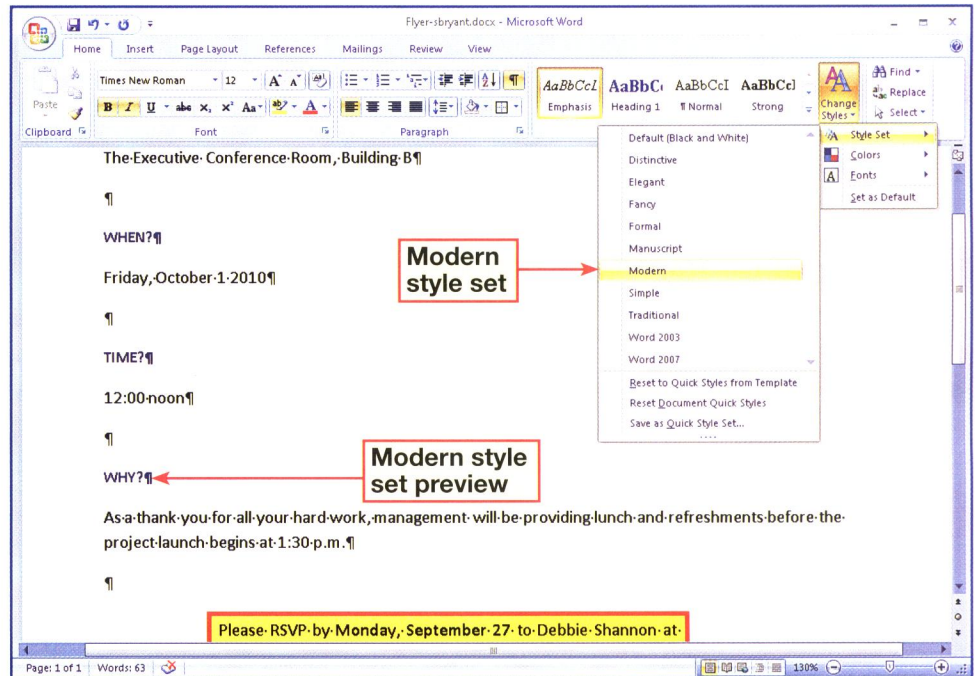 Flyer-sbryant.docx - Microsoft Word
Home Insert Page Layout References Mailings Review View
Paste
Clipboard
Times New Roman 12
B I U abc x₂ x² Aa A
Font
Paragraph
AaBbCcI AaBbC AaBbCcI AaBbCcI
Emphasis Heading 1 ¶ Normal Strong
Change Styles
Find
Replace
Select
Style Set
Colors
Fonts
Set as Default
Default (Black and White)
Distinctive
Elegant
Fancy
Formal
Manuscript
Modern
Simple
Traditional
Word 2003
Word 2007
Reset to Quick Styles from Template
Reset Document Quick Styles
Save as Quick Style Set...
Modern
style set
Modern style
set preview
The·Executive·Conference·Room,·Building·B¶
¶
WHEN?¶
Friday,·October·1·2010¶
¶
TIME?¶
12:00·noon¶
¶
WHY?¶
As·a·thank·you·for·all·your·hard·work,·management·will·be·providing·lunch·and·refreshments·before·the·
project·launch·begins·at·1:30·p.m.¶
¶
Please·RSVP·by·Monday,·September·27·to·Debbie·Shannon·at·
Page: 1 of 1 Words: 63 130%